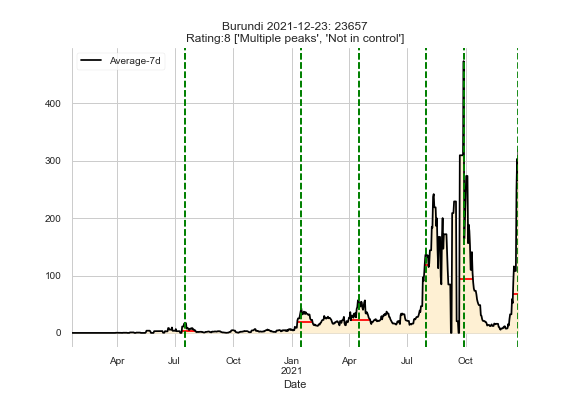 Burundi 2021-12-23: 23657
Rating:8 ['Multiple peaks', 'Not in control']
Average-7d
400
300
200
100
0
Apr Jul Oct Jan Apr Jul Oct
2021
Date